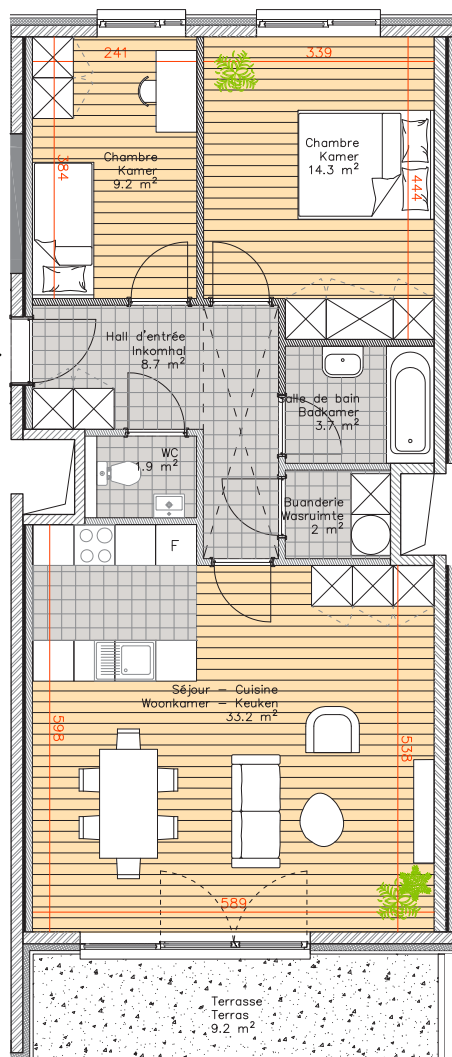 241
339
Chambre
Kamer
9.2 m²
384
Chambre
Kamer
14.3 m²
444
Hall d'entrée
Inkomhal
8.7 m²
Salle de bain
Badkamer
3.7 m²
WC
1.9 m²
Buanderie
Wasruimte
2 m²
F
Séjour – Cuisine
Woonkamer – Keuken
33.2 m²
598
538
589
Terrasse
Terras
9.2 m²